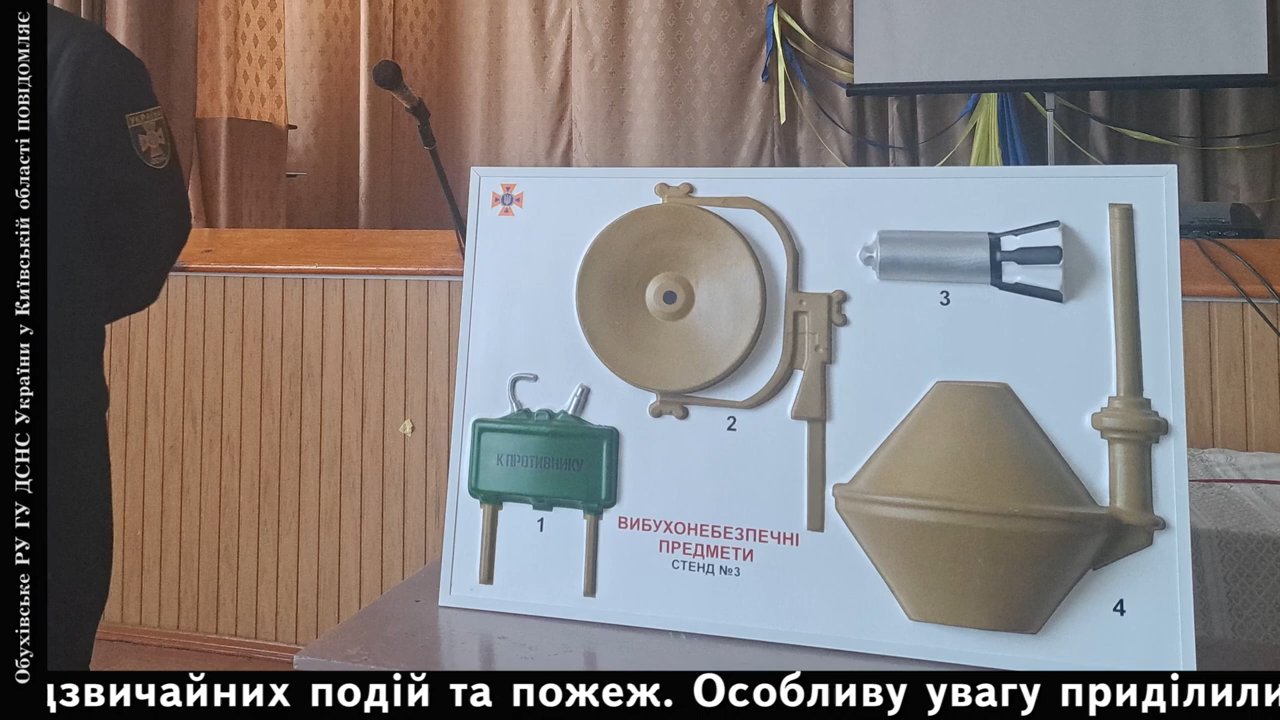 Обухівське РУ ГУ ДСНС України у Київській області повідомляє
УКРАЇНА
2
3
К ПРОТИВНИКУ
1
ВИБУХОНЕБЕЗПЕЧНІ
ПРЕДМЕТИ
СТЕНД №3
4
подій та пожеж. Особливу увагу приділили